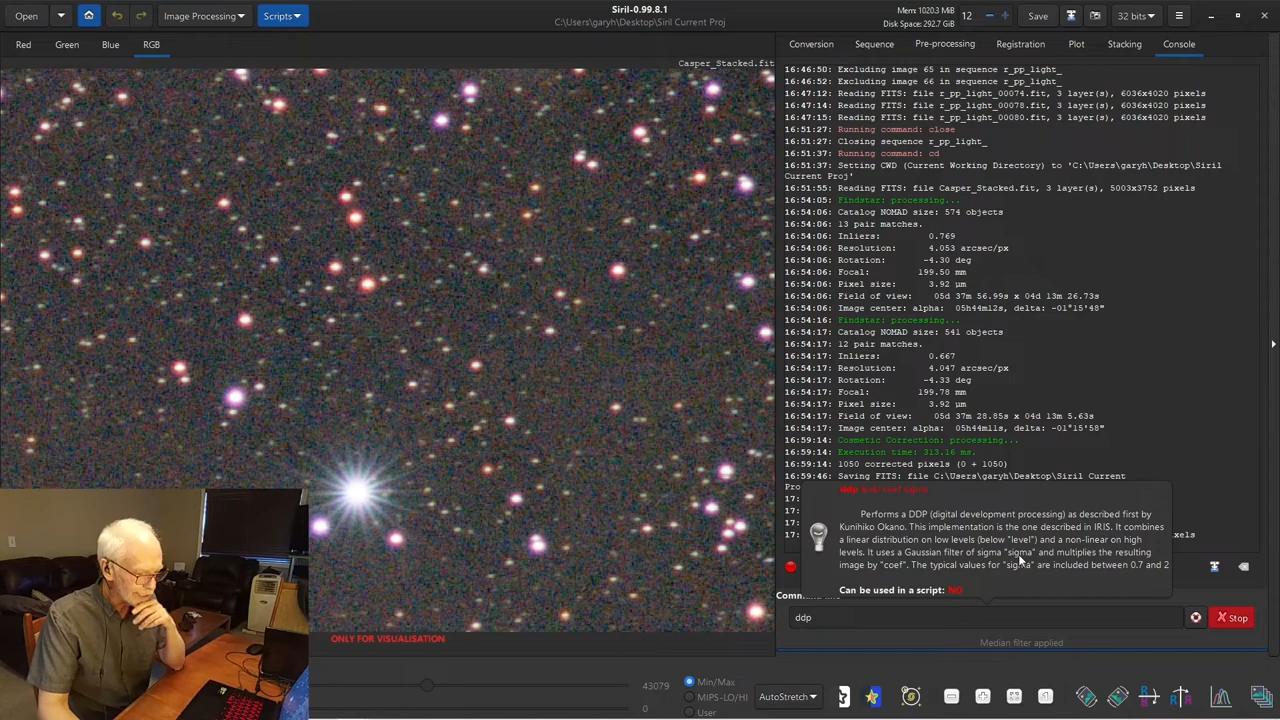 Open
Image Processing
Scripts
Siril-0.99.8.1
C:\Users\garyh\Desktop\Siril Current Proj
Mem: 1020.3 MiB
Disk Space: 292.7 GiB
12
Save
32 bits
Red
Green
Blue
RGB
Conversion
Sequence
Pre-processing
Registration
Plot
Stacking
Console
Casper_Stacked.fit
16:46:50: Excluding image 65 in sequence r_pp_light_
16:46:52: Excluding image 66 in sequence r_pp_light_
16:47:12: Reading FITS: file r_pp_light_00074.fit, 3 layer(s), 6036x4020 pixels
16:47:14: Reading FITS: file r_pp_light_00078.fit, 3 layer(s), 6036x4020 pixels
16:47:15: Reading FITS: file r_pp_light_00080.fit, 3 layer(s), 6036x4020 pixels
16:51:27: Running command: close
16:51:27: Closing sequence r_pp_light_
16:51:37: Running command: cd
16:51:37: Setting CWD (Current Working Directory) to 'C:\Users\garyh\Desktop\Siril
Current Proj'
16:51:55: Reading FITS: file Casper_Stacked.fit, 3 layer(s), 5003x3752 pixels
16:54:05: Findstar: processing...
16:54:06: Catalog NOMAD size: 574 objects
16:54:06: 13 pair matches.
16:54:06: Inliers: 0.769
16:54:06: Resolution: 4.053 arcsec/px
16:54:06: Rotation: -4.30 deg
16:54:06: Focal: 199.50 mm
16:54:06: Pixel size: 3.92 µm
16:54:06: Field of view: 05d 37m 56.99s x 04d 13m 26.73s
16:54:06: Image center: alpha: 05h44m12s, delta: -01°15'48"
16:54:16: Findstar: processing...
16:54:17: Catalog NOMAD size: 541 objects
16:54:17: 12 pair matches.
16:54:17: Inliers: 0.667
16:54:17: Resolution: 4.047 arcsec/px
16:54:17: Rotation: -4.33 deg
16:54:17: Focal: 199.78 mm
16:54:17: Pixel size: 3.92 µm
16:54:17: Field of view: 05d 37m 28.85s x 04d 13m 5.63s
16:54:17: Image center: alpha: 05h44m11s, delta: -01°15'58"
16:59:14: Cosmetic Correction: processing...
16:59:14: Execution time: 313.16 ms.
16:59:14: 1050 corrected pixels (0 + 1050)
16:59:46: Saving FITS: file C:\Users\garyh\Desktop\Siril Current
ddp
Performs a DDP (digital development processing) as described first by
Kunihiko Okano. This implementation is the one described in IRIS. It combines
a linear distribution on low levels (below "level") and a non-linear on high
levels. It uses a Gaussian filter of sigma "sigma" and multiplies the resulting
image by "coef". The typical values for "sigma" are included between 0.7 and 2
Can be used in a script: NO
ddp
Stop
Median filter applied
ONLY FOR VISUALISATION
43079
0
Min/Max
MIPS-LO/HI
User
AutoStretch